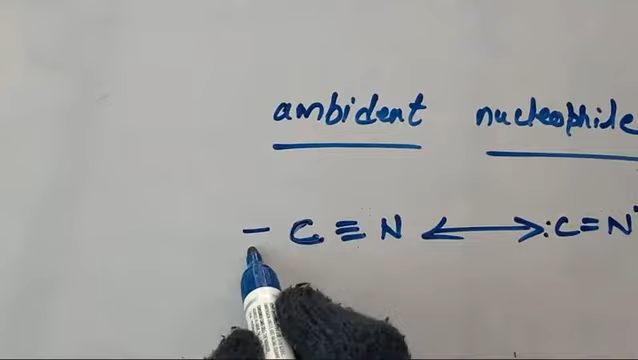 ambident nucleophile
– C ≡ N ⟷ :C=N